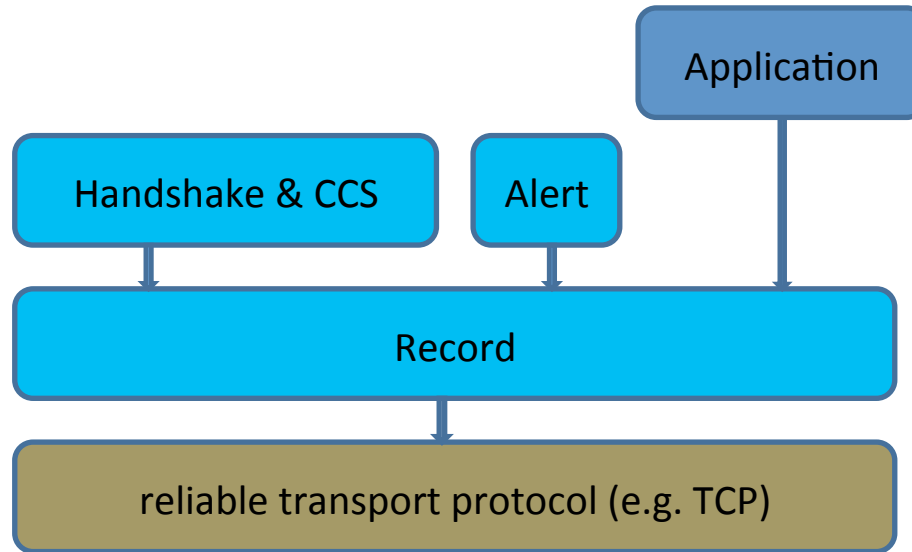 Application
Handshake & CCS
Alert
Record
reliable transport protocol (e.g. TCP)